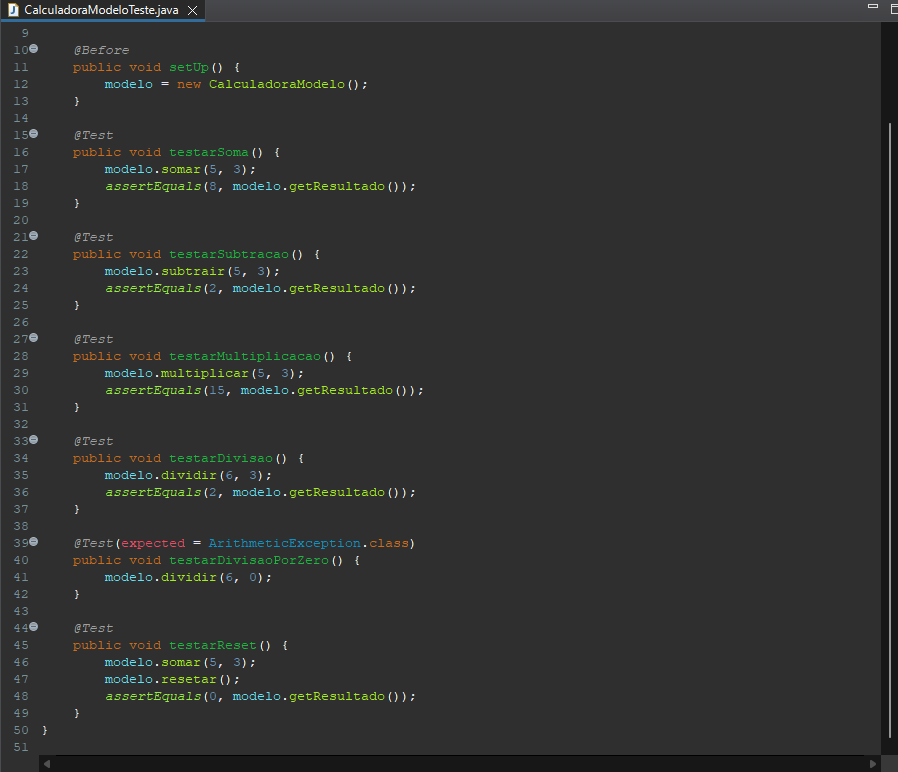 CalculadoraModeloTeste.java
9
10 @Before
11 public void setUp() {
12 modelo = new CalculadoraModelo();
13 }
14
15 @Test
16 public void testarSoma() {
17 modelo.somar(5, 3);
18 assertEquals(8, modelo.getResultado());
19 }
20
21 @Test
22 public void testarSubtracao() {
23 modelo.subtrair(5, 3);
24 assertEquals(2, modelo.getResultado());
25 }
26
27 @Test
28 public void testarMultiplicacao() {
29 modelo.multiplicar(5, 3);
30 assertEquals(15, modelo.getResultado());
31 }
32
33 @Test
34 public void testarDivisao() {
35 modelo.dividir(6, 3);
36 assertEquals(2, modelo.getResultado());
37 }
38
39 @Test(expected = ArithmeticException.class)
40 public void testarDivisaoPorZero() {
41 modelo.dividir(6, 0);
42 }
43
44 @Test
45 public void testarReset() {
46 modelo.somar(5, 3);
47 modelo.resetar();
48 assertEquals(0, modelo.getResultado());
49 }
50 }
51